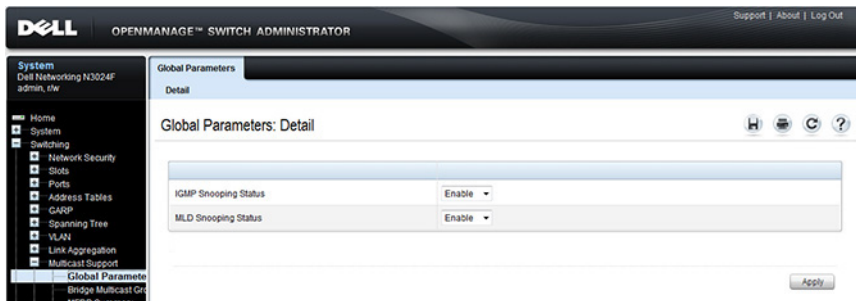 Support | About | Log Out
DELL OPENMANAGE™ SWITCH ADMINISTRATOR
System
Dell Networking N3024F
admin, r/w
Global Parameters
Detail
Global Parameters: Detail
Home
System
Switching
Network Security
Slots
Ports
Address Tables
GARP
Spanning Tree
VLAN
Link Aggregation
Multicast Support
Global Paramete
Bridge Multicast Gro
IGMP Snooping Status Enable
MLD Snooping Status Enable
Apply